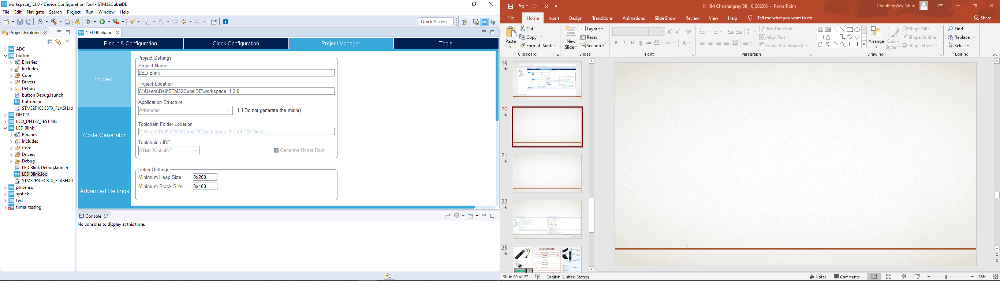 workspace_1.3.0 - Device Configuration Tool - STM32CubeIDE
File Edit Navigate Search Project Run Window Help
Quick Access
Project Explorer
ADC
button
Binaries
Includes
Core
Drivers
Debug
button Debug.launch
button.ioc
STM32F103C8TX_FLASH.ld
DHT22
LCD_DHT22_TESTING
LED Blink
Binaries
Includes
Core
Drivers
Debug
LED Blink Debug.launch
LED Blink.ioc
STM32F103C8TX_FLASH.ld
ph sensor
systick
test
timer_testing
*LED Blink.ioc
Pinout & Configuration Clock Configuration Project Manager Tools
Project
Code Generator
Advanced Settings
Project Settings
Project Name
LED Blink
Project Location
C:\Users\Dell\STM32CubeIDE\workspace_1.3.0
Application Structure
Advanced Do not generate the main()
Toolchain Folder Location
C:\Users\Dell\STM32CubeIDE\workspace_1.3.0\LED Blink\
Toolchain / IDE
STM32CubeIDE Generate Under Root
Linker Settings
Minimum Heap Size 0x200
Minimum Stack Size 0x400
Console
No consoles to display at this time.
NHIM Chanrengsey(08_10_2020)0 - PowerPoint
ChanRengSey Nhim
File Home Insert Design Transitions Animations Slide Show Review View Help Tell me what you want to do
Share
Paste
Cut
Copy
Format Painter
Clipboard
New
Slide
Layout
Reset
Section
Slides
32
B I U S abc AV Aa A
Font
Text Direction
Align Text
Convert to SmartArt
Paragraph
Arrange
Quick
Styles
Shape Fill
Shape Outline
Shape Effects
Drawing
Find
Replace
Select
Editing
19
20
21
22
23
COMPONENT:
Slide 20 of 27 English (United States)
Notes Comments 78%